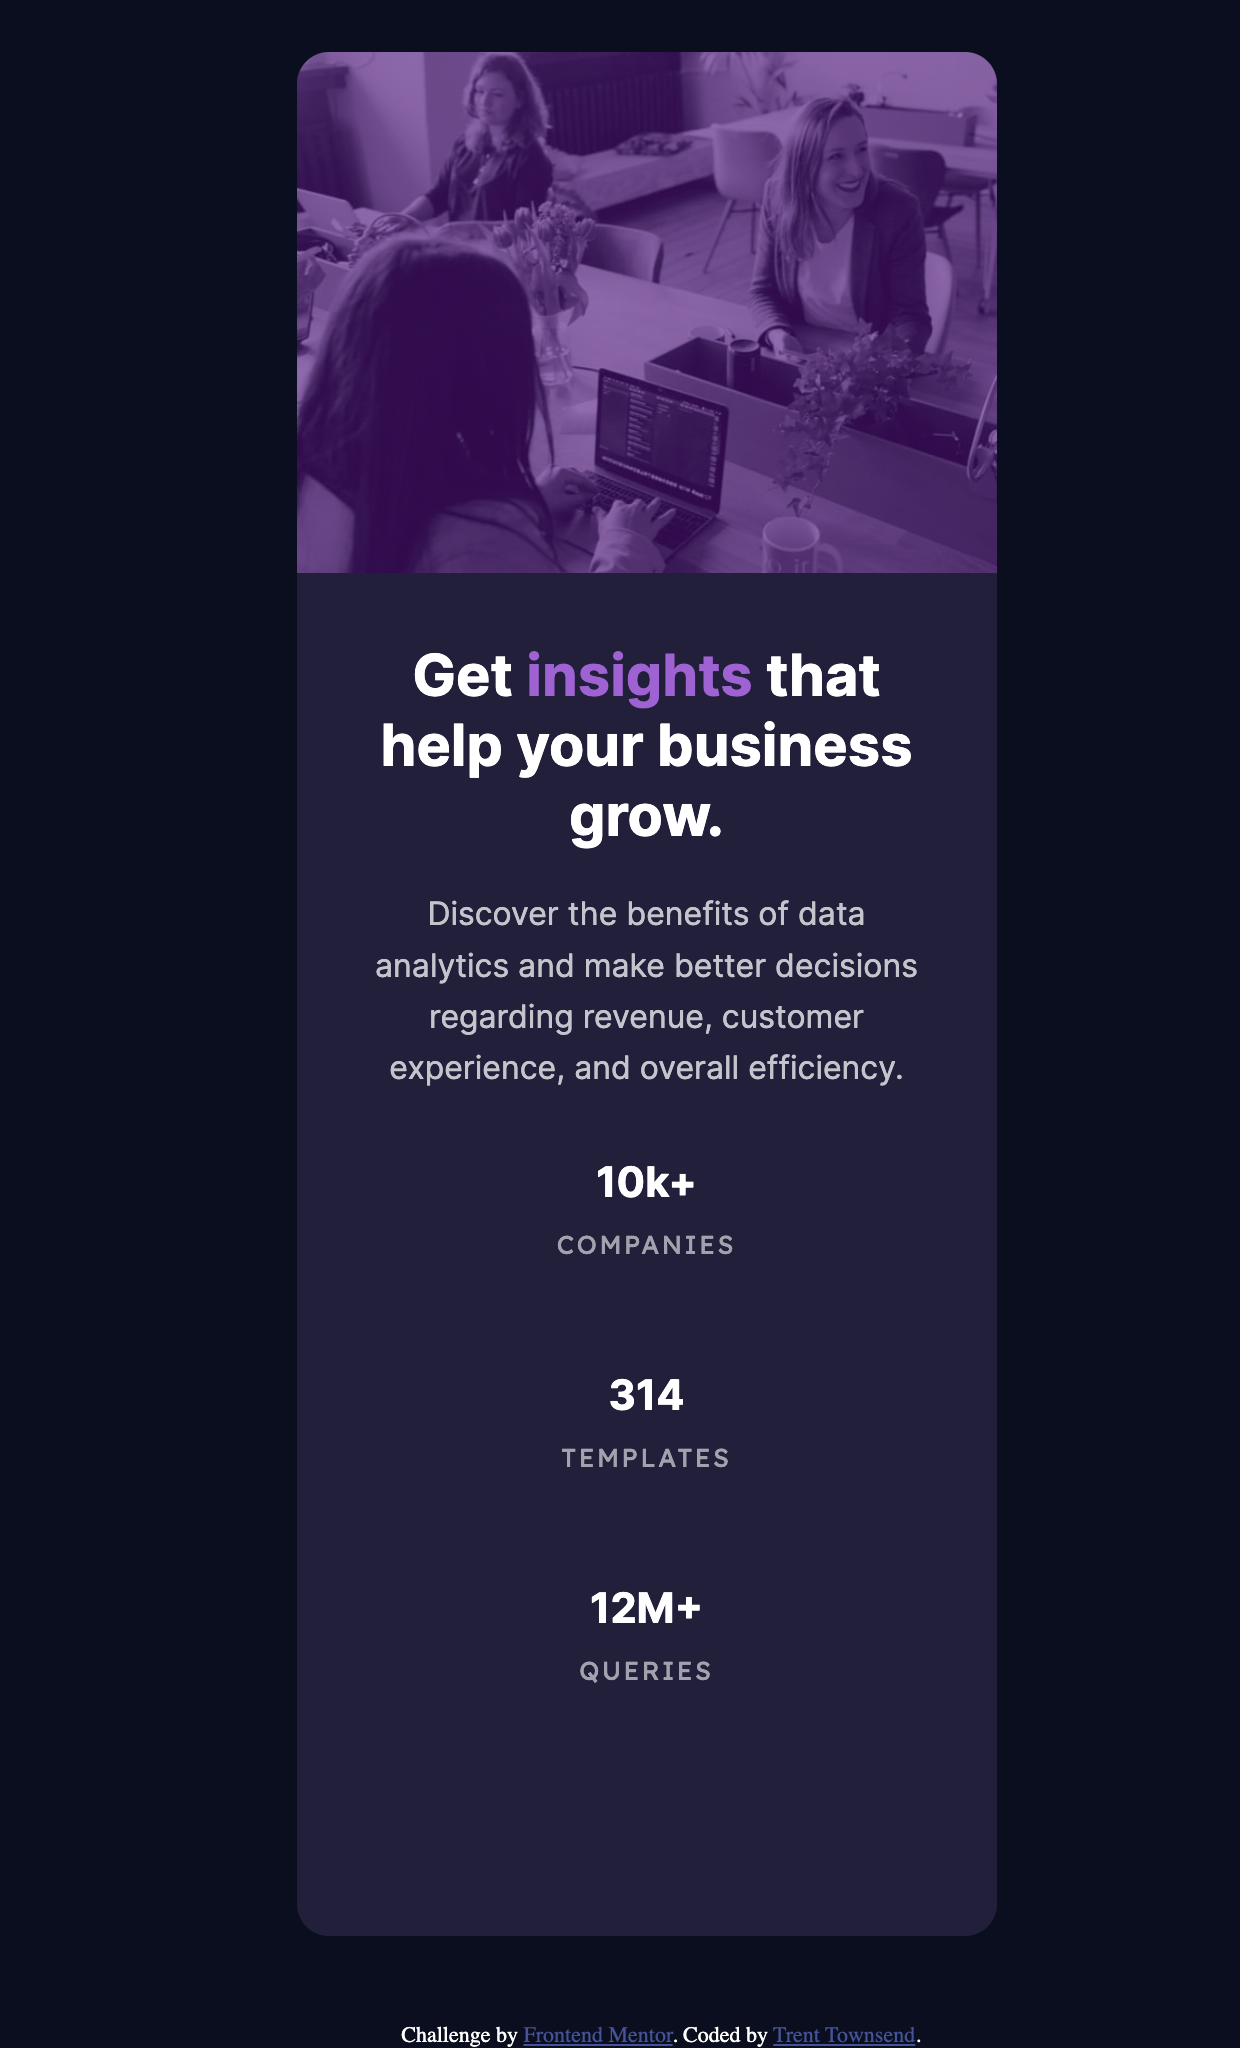 Get insights that
help your business
grow.
Discover the benefits of data
analytics and make better decisions
regarding revenue, customer
experience, and overall efficiency.
10k+
COMPANIES
314
TEMPLATES
12M+
QUERIES
Challenge by Frontend Mentor. Coded by Trent Townsend.